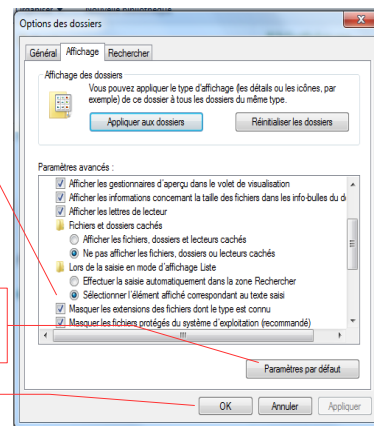 Organiser Nouvelle bibliothèque
Options des dossiers
Général Affichage Rechercher
Affichage des dossiers
Vous pouvez appliquer le type d'affichage (les détails ou les icônes, par
exemple) de ce dossier à tous les dossiers du même type.
Appliquer aux dossiers Réinitialiser les dossiers
Paramètres avancés :
Afficher les gestionnaires d'aperçu dans le volet de visualisation
Afficher les informations concernant la taille des fichiers dans les info-bulles du d
Afficher les lettres de lecteur
Fichiers et dossiers cachés
Afficher les fichiers, dossiers et lecteurs cachés
Ne pas afficher les fichiers, dossiers ou lecteurs cachés
Lors de la saisie en mode d'affichage Liste
Effectuer la saisie automatiquement dans la zone Rechercher
Sélectionner l'élément affiché correspondant au texte saisi
Masquer les extensions des fichiers dont le type est connu
Masquer les fichiers protégés du système d'exploitation (recommandé)
Paramètres par défaut
OK Annuler Appliquer